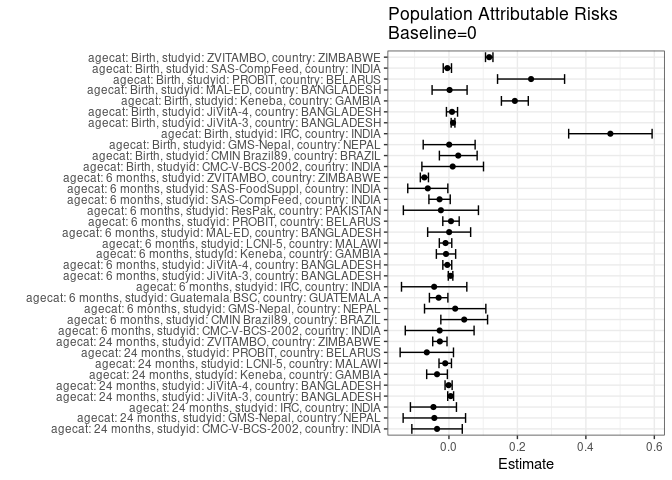 Population Attributable Risks
Baseline=0
agecat: Birth, studyid: ZVITAMBO, country: ZIMBABWE
agecat: Birth, studyid: SAS-CompFeed, country: INDIA
agecat: Birth, studyid: PROBIT, country: BELARUS
agecat: Birth, studyid: MAL-ED, country: BANGLADESH
agecat: Birth, studyid: Keneba, country: GAMBIA
agecat: Birth, studyid: JiVitA-4, country: BANGLADESH
agecat: Birth, studyid: JiVitA-3, country: BANGLADESH
agecat: Birth, studyid: IRC, country: INDIA
agecat: Birth, studyid: GMS-Nepal, country: NEPAL
agecat: Birth, studyid: CMIN Brazil89, country: BRAZIL
agecat: Birth, studyid: CMC-V-BCS-2002, country: INDIA
agecat: 6 months, studyid: ZVITAMBO, country: ZIMBABWE
agecat: 6 months, studyid: SAS-FoodSuppl, country: INDIA
agecat: 6 months, studyid: SAS-CompFeed, country: INDIA
agecat: 6 months, studyid: ResPak, country: PAKISTAN
agecat: 6 months, studyid: PROBIT, country: BELARUS
agecat: 6 months, studyid: MAL-ED, country: BANGLADESH
agecat: 6 months, studyid: LCNI-5, country: MALAWI
agecat: 6 months, studyid: Keneba, country: GAMBIA
agecat: 6 months, studyid: JiVitA-4, country: BANGLADESH
agecat: 6 months, studyid: JiVitA-3, country: BANGLADESH
agecat: 6 months, studyid: IRC, country: INDIA
agecat: 6 months, studyid: Guatemala BSC, country: GUATEMALA
agecat: 6 months, studyid: GMS-Nepal, country: NEPAL
agecat: 6 months, studyid: CMIN Brazil89, country: BRAZIL
agecat: 6 months, studyid: CMC-V-BCS-2002, country: INDIA
agecat: 24 months, studyid: ZVITAMBO, country: ZIMBABWE
agecat: 24 months, studyid: PROBIT, country: BELARUS
agecat: 24 months, studyid: LCNI-5, country: MALAWI
agecat: 24 months, studyid: Keneba, country: GAMBIA
agecat: 24 months, studyid: JiVitA-4, country: BANGLADESH
agecat: 24 months, studyid: JiVitA-3, country: BANGLADESH
agecat: 24 months, studyid: IRC, country: INDIA
agecat: 24 months, studyid: GMS-Nepal, country: NEPAL
agecat: 24 months, studyid: CMC-V-BCS-2002, country: INDIA
0.0 0.2 0.4 0.6
Estimate